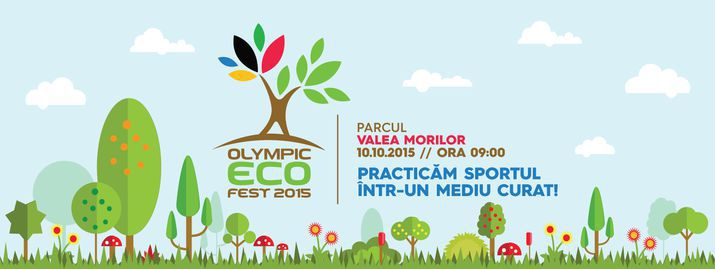 OLYMPIC
ECO
FEST 2015
PARCUL
VALEA MORILOR
10.10.2015 // ORA 09:00
PRACTICĂM SPORTUL
ÎNTR-UN MEDIU CURAT!